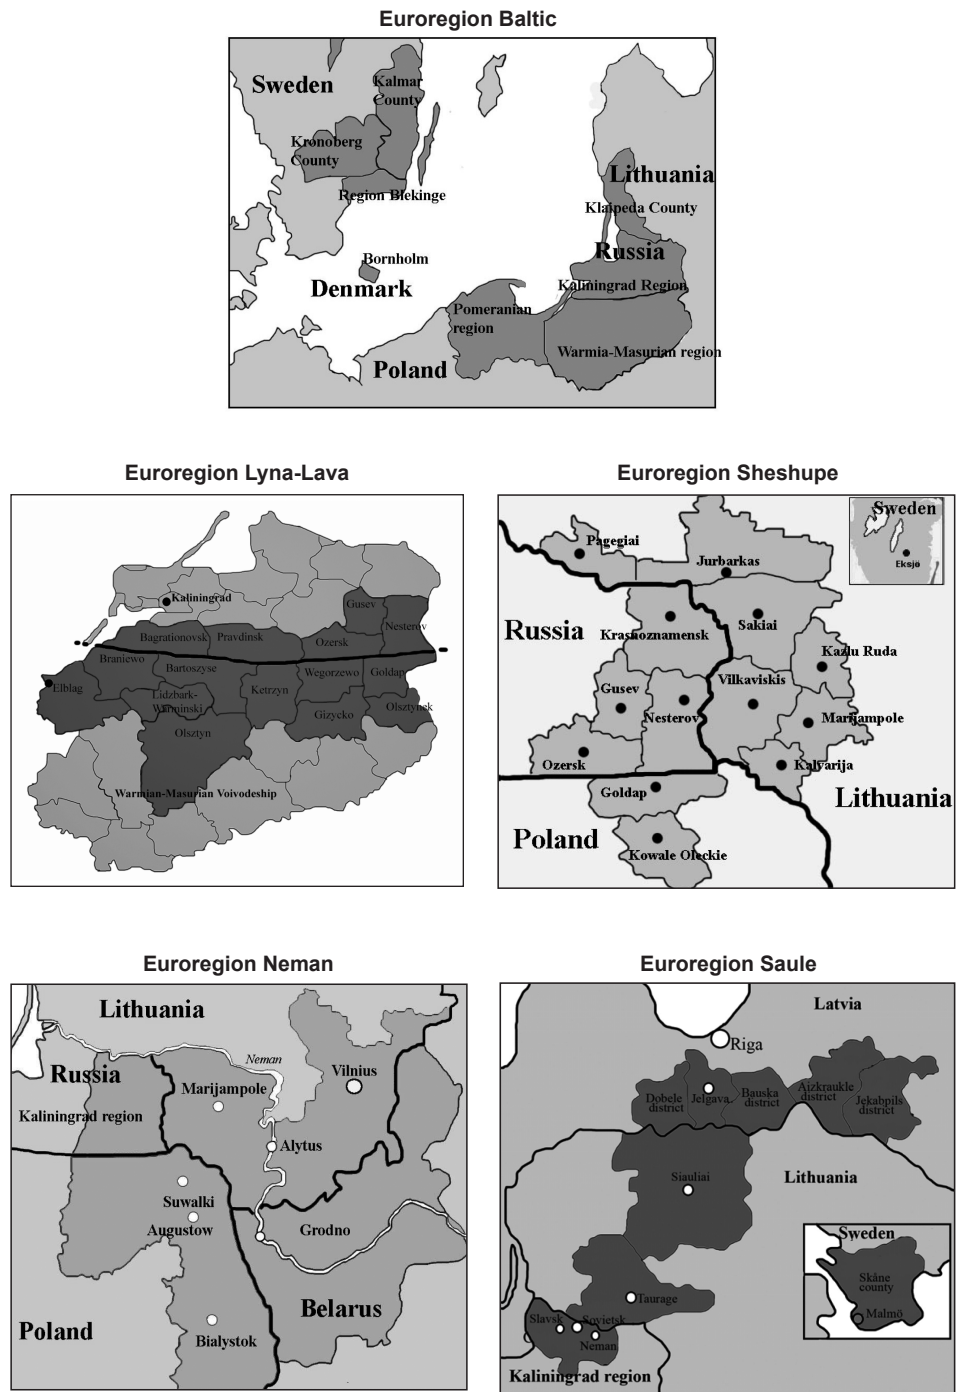 Euroregion Baltic
Sweden
Kalmar
County
Kronoberg
County
Region Blekinge
Lithuania
Klaipeda County
Russia
Bornholm
Denmark
Kaliningrad Region
Pomeranian
region
Warmia-Masurian region
Poland
Euroregion Lyna-Lava
Kaliningrad
Gusev
Nesterov
Bagrationovsk
Pravdinsk
Ozersk
Braniewo
Bartoszyse
Wegorzewo
Goldap
Elblag
Lidzbark-
Warminski
Ketrzyn
Gizycko
Olsztynek
Olsztyn
Warmian-Masurian Voivodeship
Euroregion Sheshupe
Sweden
Eksjo
Pagegiai
Jurbarkas
Russia
Krasnoznamensk
Sakiai
Kazlu Ruda
Gusev
Vilkaviskis
Nesterov
Marijampole
Ozersk
Kalvarija
Goldap
Lithuania
Poland
Kowale Oleckie
Euroregion Neman
Lithuania
Neman
Russia
Vilnius
Marijampole
Kaliningrad region
Alytus
Suwalki
Augustow
Grodno
Belarus
Poland
Bialystok
Euroregion Saule
Latvia
Riga
Dobele
district
Jelgava
Bauska
district
Aizkraukle
district
Jekabpils
district
Siauliai
Lithuania
Sweden
Skåne
county
Malmö
Taurage
Slavsk
Sovietsk
Neman
Kaliningrad region